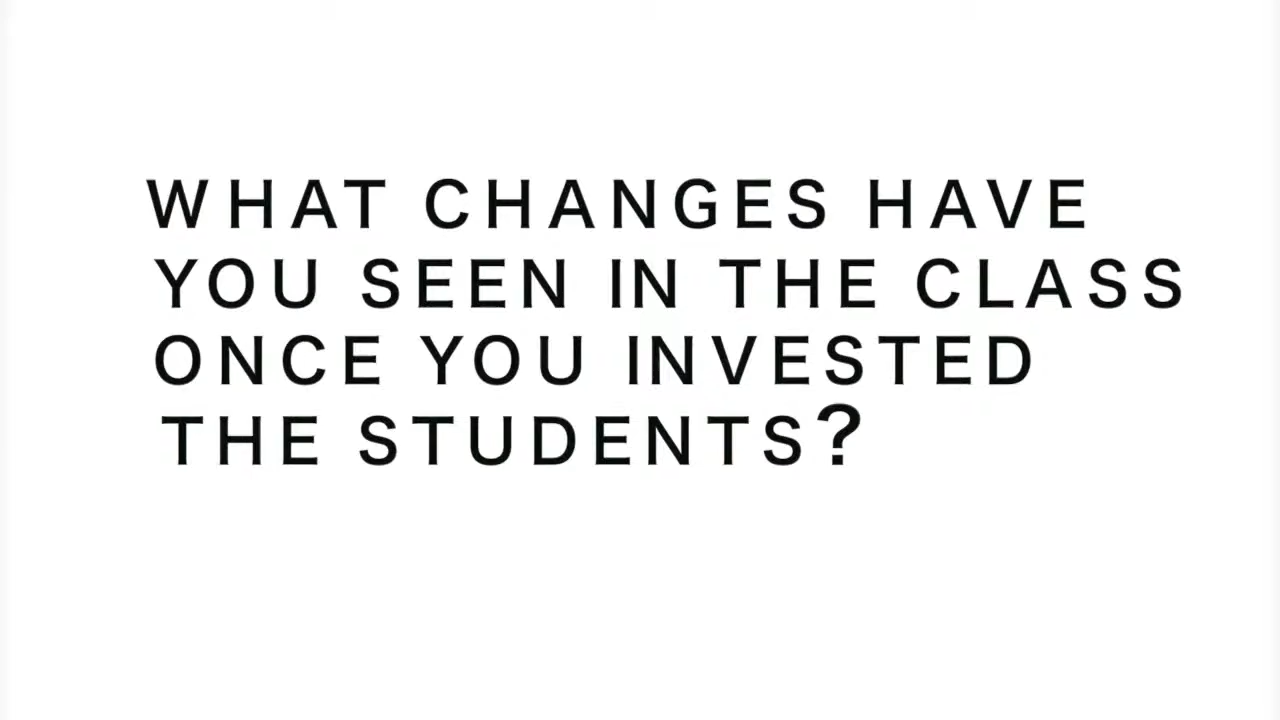 WHAT CHANGES HAVE
YOU SEEN IN THE CLASS
ONCE YOU INVESTED
THE STUDENTS?